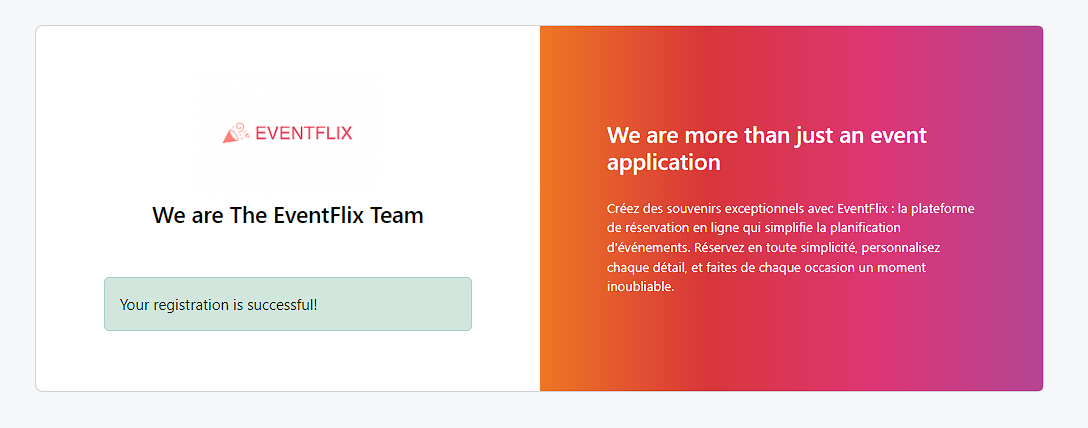 EVENTFLIX
We are The EventFlix Team
Your registration is successful!
We are more than just an event
application
Créez des souvenirs exceptionnels avec EventFlix : la plateforme
de réservation en ligne qui simplifie la planification
d'événements. Réservez en toute simplicité, personnalisez
chaque détail, et faites de chaque occasion un moment
inoubliable.